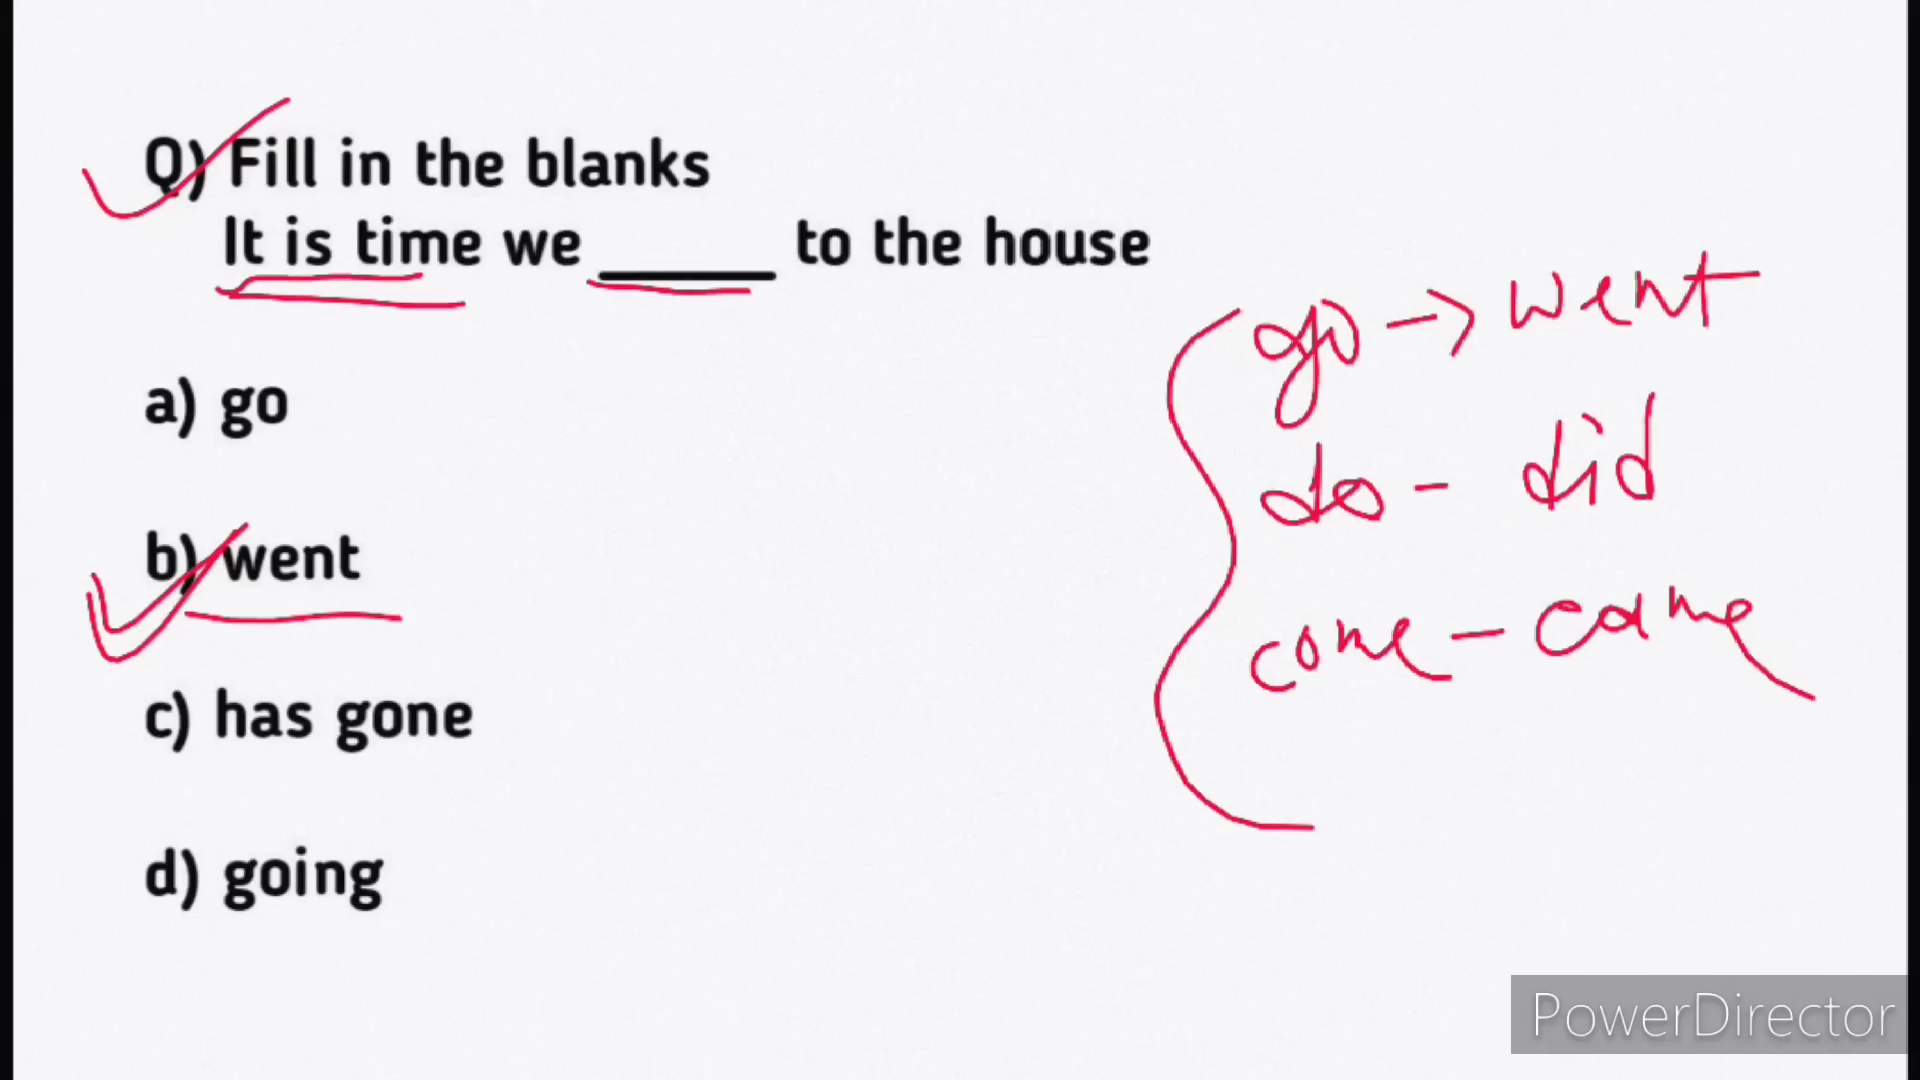 Q) Fill in the blanks
It is time we ______ to the house
a) go
b) went
c) has gone
d) going
go → went
do - did
come - came
PowerDirector